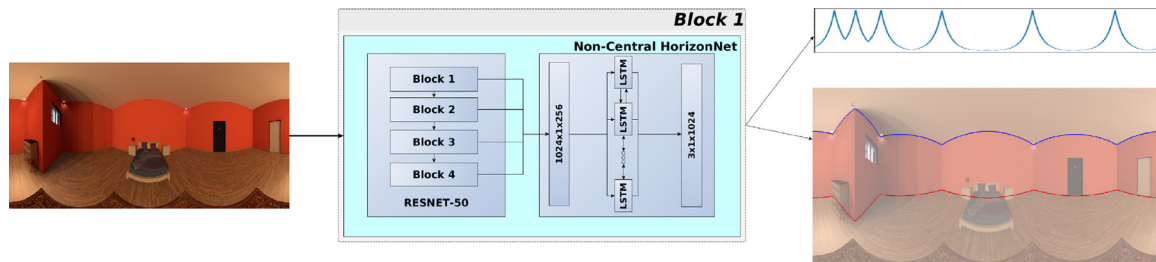 Block 1
Non-Central HorizonNet
Block 1
Block 2
Block 3
Block 4
RESNET-50
1024x1x256
LSTM
LSTM
LSTM
3x1x1024